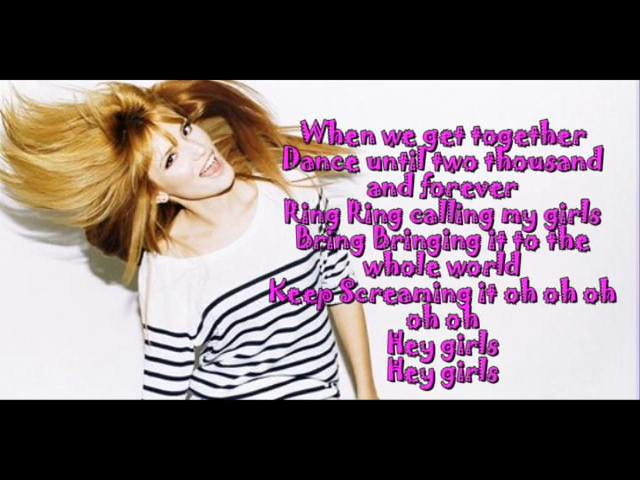 When we get together
Dance until two thousand
and forever
Ring Ring calling my girls
Bring Bringing it to the
whole world
Keep Screaming it oh oh oh
oh oh
Hey girls
Hey girls